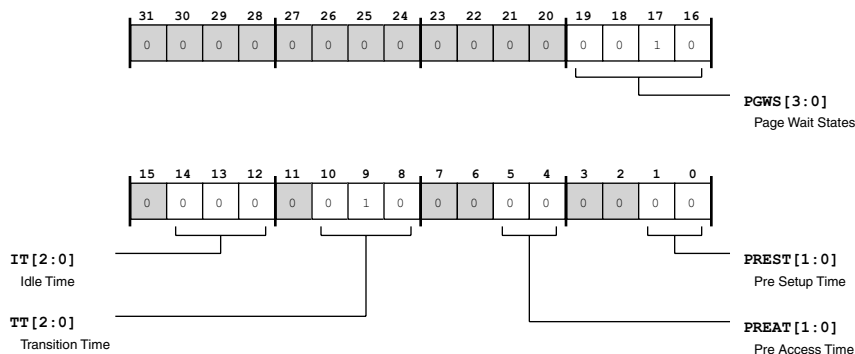 31 30 29 28 27 26 25 24 23 22 21 20 19 18 17 16
0 0 0 0 0 0 0 0 0 0 0 0 0 0 1 0
PGWS[3:0]
Page Wait States
15 14 13 12 11 10 9 8 7 6 5 4 3 2 1 0
0 0 0 0 0 0 1 0 0 0 0 0 0 0 0 0
IT[2:0] PREST[1:0]
Idle Time Pre Setup Time
TT[2:0] PREAT[1:0]
Transition Time Pre Access Time